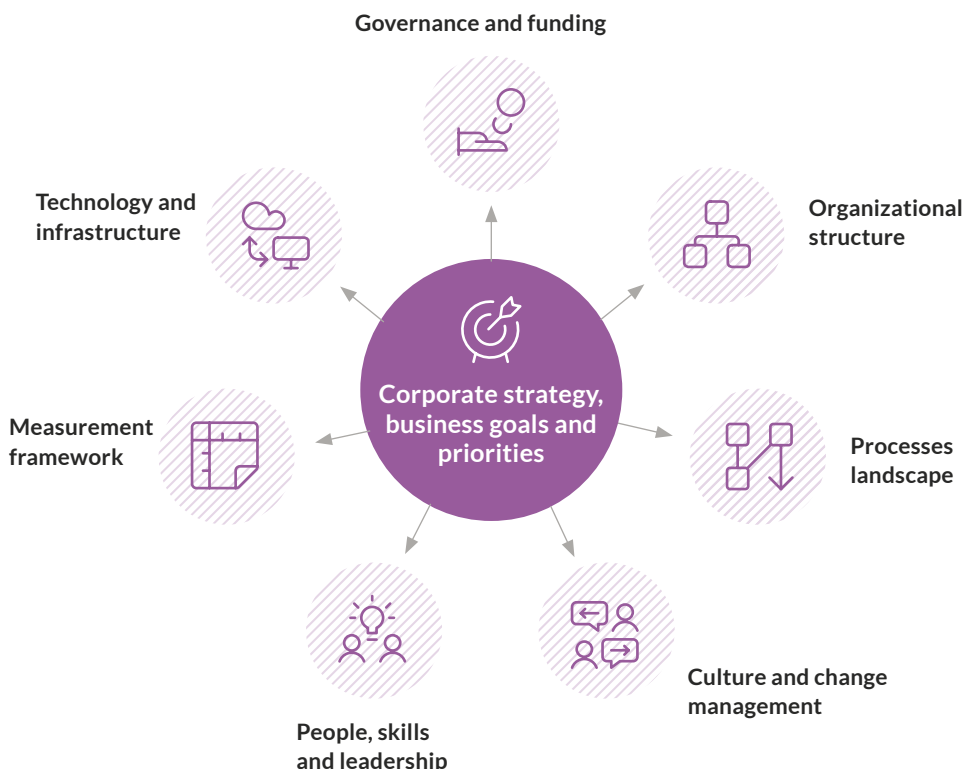 Governance and funding
Technology and
infrastructure
Organizational
structure
Corporate strategy,
business goals and
priorities
Measurement
framework
Processes
landscape
Culture and change
management
People, skills
and leadership